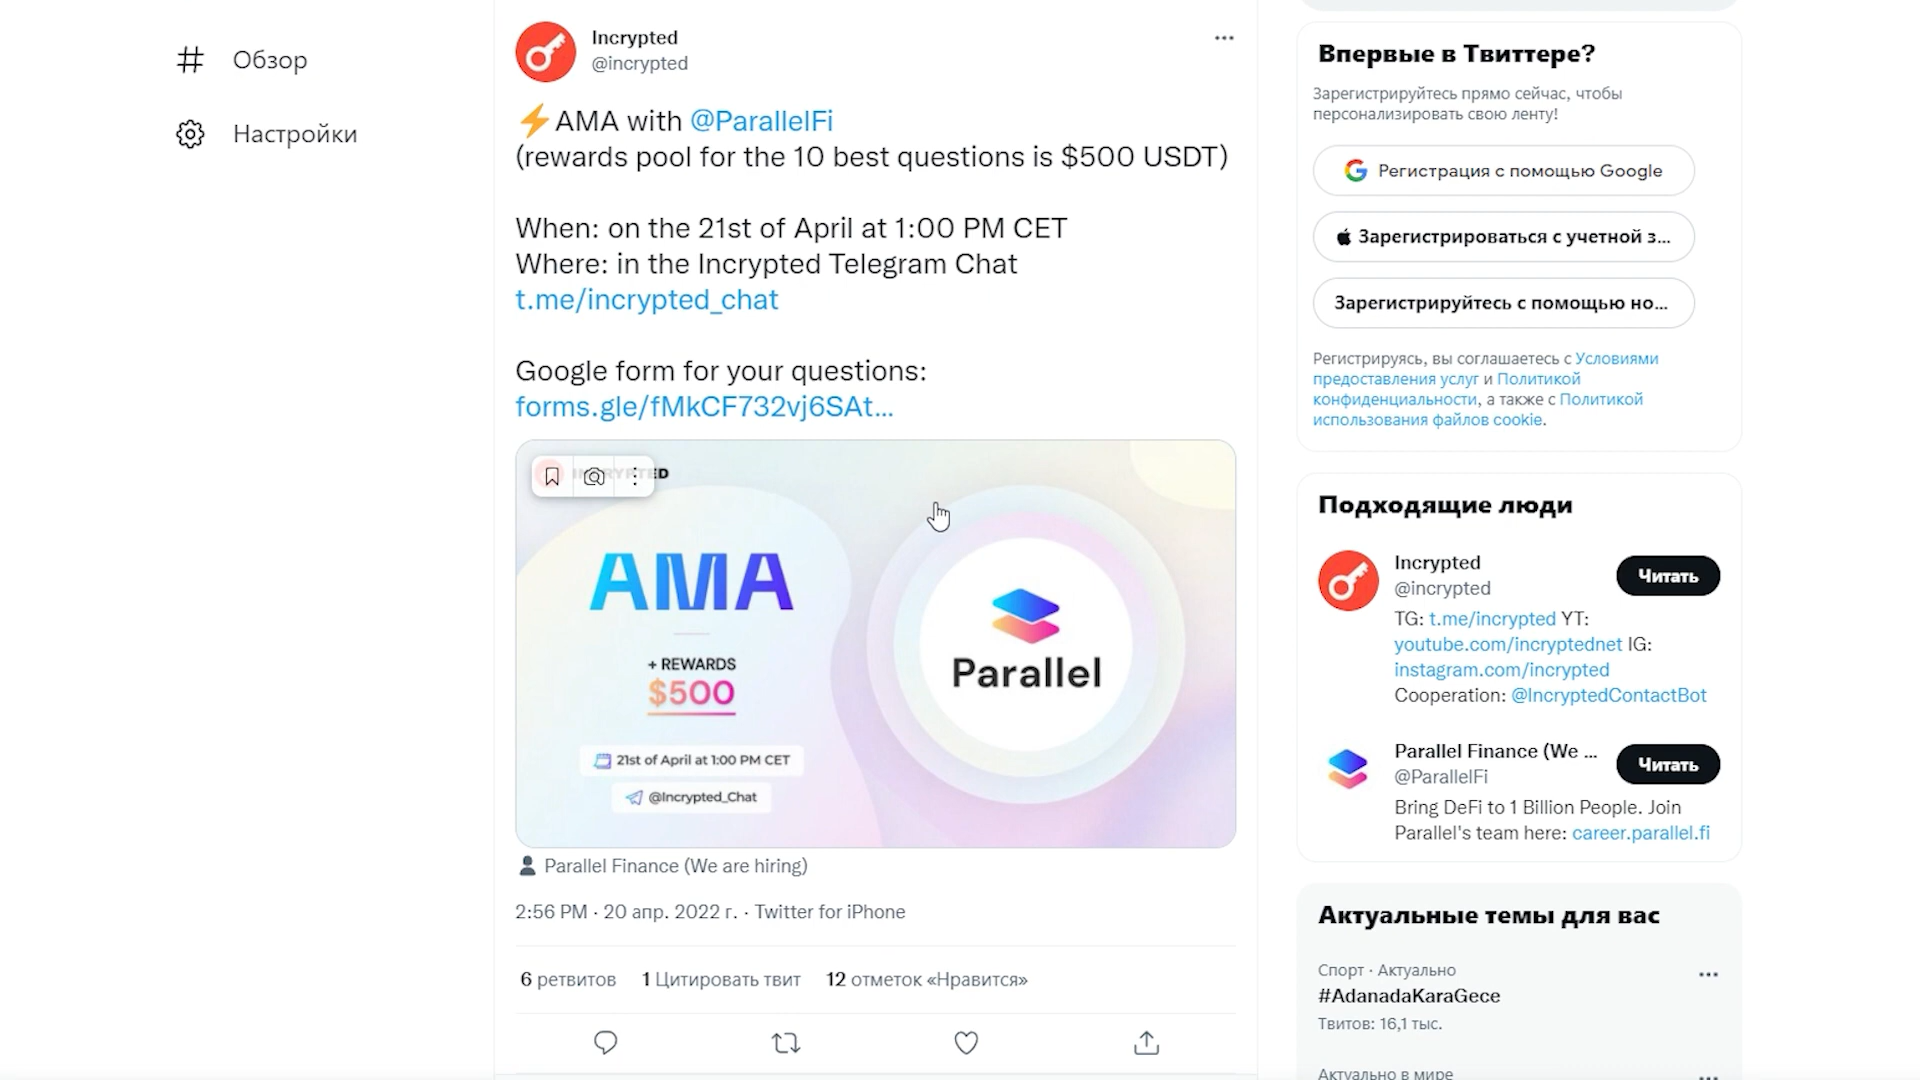 Обзор
Настройки
Incrypted
@incrypted
⚡AMA with @ParallelFi
(rewards pool for the 10 best questions is $500 USDT)
When: on the 21st of April at 1:00 PM CET
Where: in the Incrypted Telegram Chat
t.me/incrypted_chat
Google form for your questions:
forms.gle/fMkCF732vj6SAt...
INCRYPTED
AMA
+ REWARDS
$500
21st of April at 1:00 PM CET
@Incrypted_Chat
Parallel
Parallel Finance (We are hiring)
2:56 PM · 20 апр. 2022 г. · Twitter for iPhone
6 ретвитов 1 Цитировать твит 12 отметок «Нравится»
Впервые в Твиттере?
Зарегистрируйтесь прямо сейчас, чтобы
персонализировать свою ленту!
Регистрация с помощью Google
Зарегистрироваться с учетной з...
Зарегистрируйтесь с помощью но...
Регистрируясь, вы соглашаетесь с Условиями
предоставления услуг и Политикой
конфиденциальности, а также с Политикой
использования файлов cookie.
Подходящие люди
Incrypted
@incrypted
Читать
TG: t.me/incrypted YT:
youtube.com/incryptednet IG:
instagram.com/incrypted
Cooperation: @IncryptedContactBot
Parallel Finance (We ...
@ParallelFi
Читать
Bring DeFi to 1 Billion People. Join
Parallel's team here: career.parallel.fi
Актуальные темы для вас
Спорт · Актуально
#AdanadaKaraGece
Твитов: 16,1 тыс.
Актуально в мире